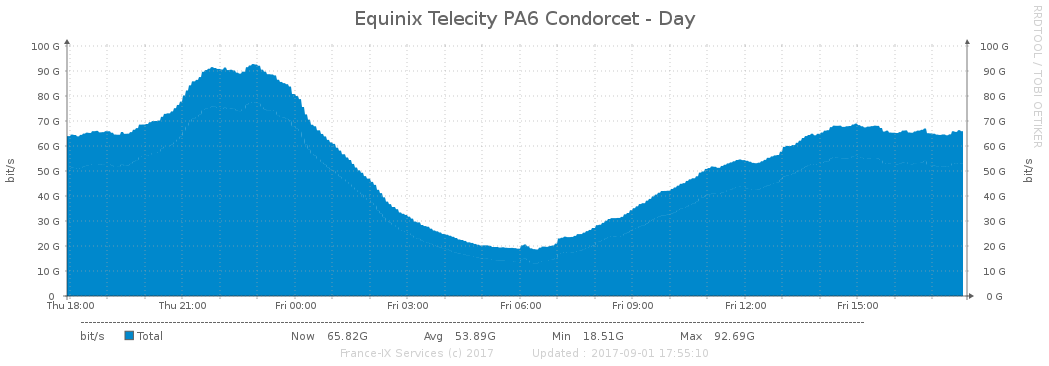 Equinix Telecity PA6 Condorcet - Day
RRDTOOL / TOBI OETIKER
100 G 100 G
90 G 90 G
80 G 80 G
70 G 70 G
60 G 60 G
50 G 50 G
40 G 40 G
30 G 30 G
20 G 20 G
10 G 10 G
0 0 G
bit/s bit/s
Thu 18:00 Thu 21:00 Fri 00:00 Fri 03:00 Fri 06:00 Fri 09:00 Fri 12:00 Fri 15:00
bit/s Total Now 65.82G Avg 53.89G Min 18.51G Max 92.69G
France-IX Services (c) 2017 Updated : 2017-09-01 17:55:10